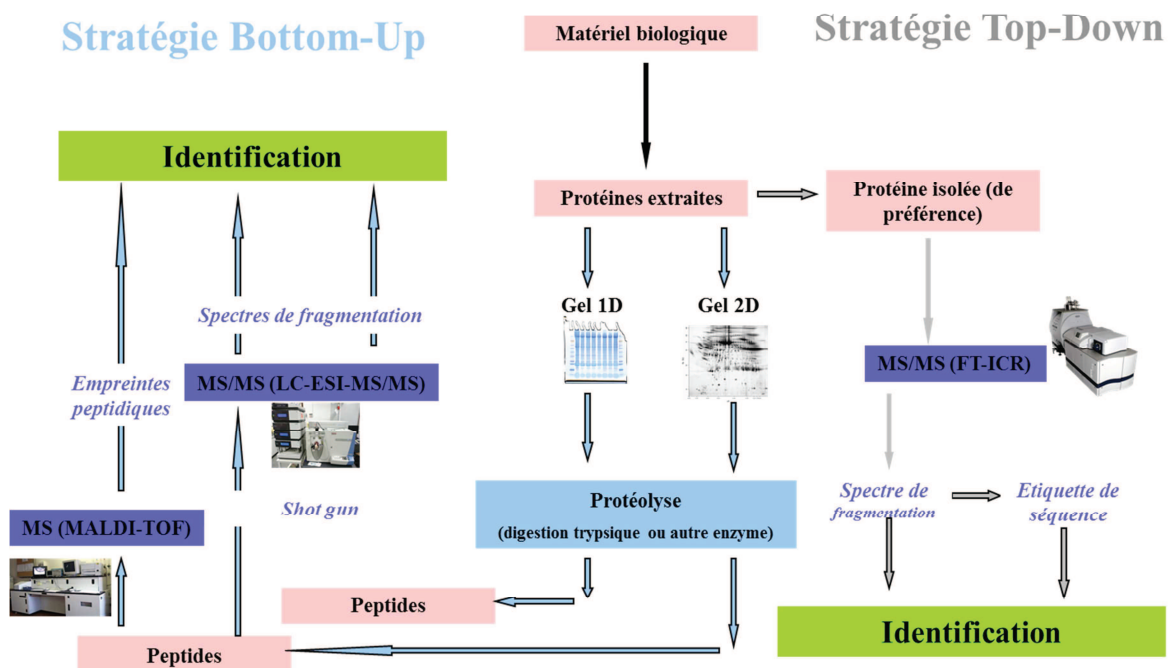 Stratégie Bottom-Up
Matériel biologique
Stratégie Top-Down
Identification
Protéines extraites
Protéine isolée (de
préférence)
Gel 1D
Gel 2D
Spectres de fragmentation
MS/MS (FT-ICR)
Empreintes
peptidiques
MS/MS (LC-ESI-MS/MS)
Shot gun
MS (MALDI-TOF)
Protéolyse
(digestion trypsique ou autre enzyme)
Spectre de
fragmentation
Etiquette de
séquence
Peptides
Peptides
Identification